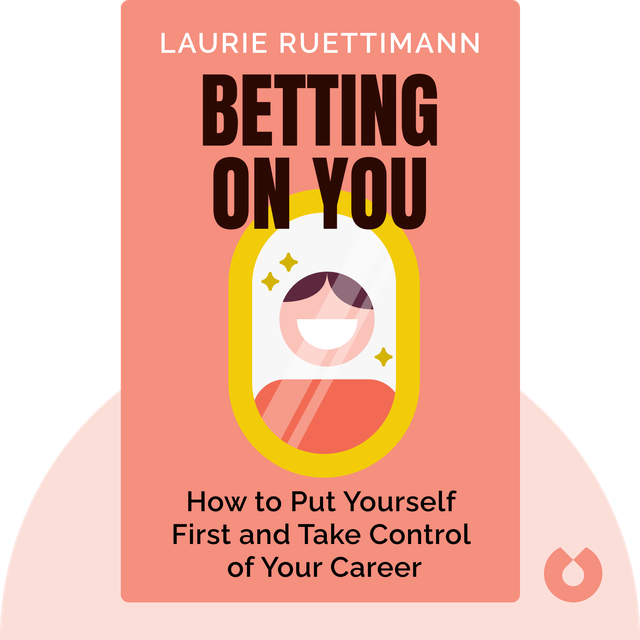 LAURIE RUETTIMANN
BETTING
ON YOU
How to Put Yourself
First and Take Control
of Your Career